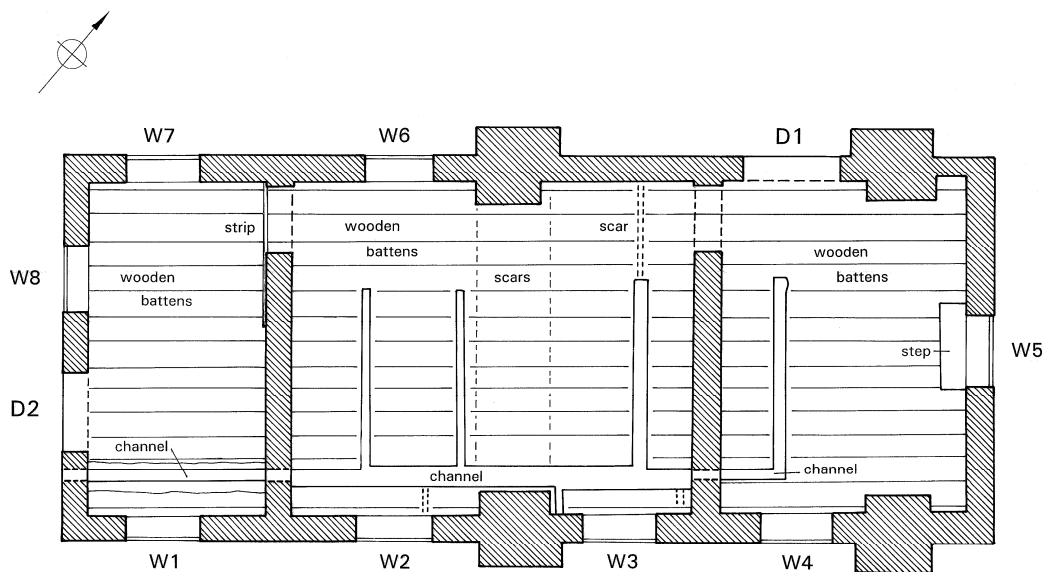 W7 W6 D1
strip wooden scar
battens wooden
W8 wooden scars battens
battens
step W5
D2
channel
channel channel
W1 W2 W3 W4